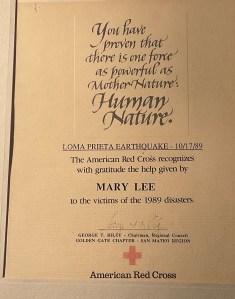 You have
proven that
there is one force
as powerful as
Mother Nature:
Human
Nature.
LOMA PRIETA EARTHQUAKE - 10/17/89
The American Red Cross recognizes
with gratitude the help given by
MARY LEE
to the victims of the 1989 disasters
GEORGE T. RILEY - Chairman, Regional Council
GOLDEN GATE CHAPTER - SAN MATEO REGION
American Red Cross